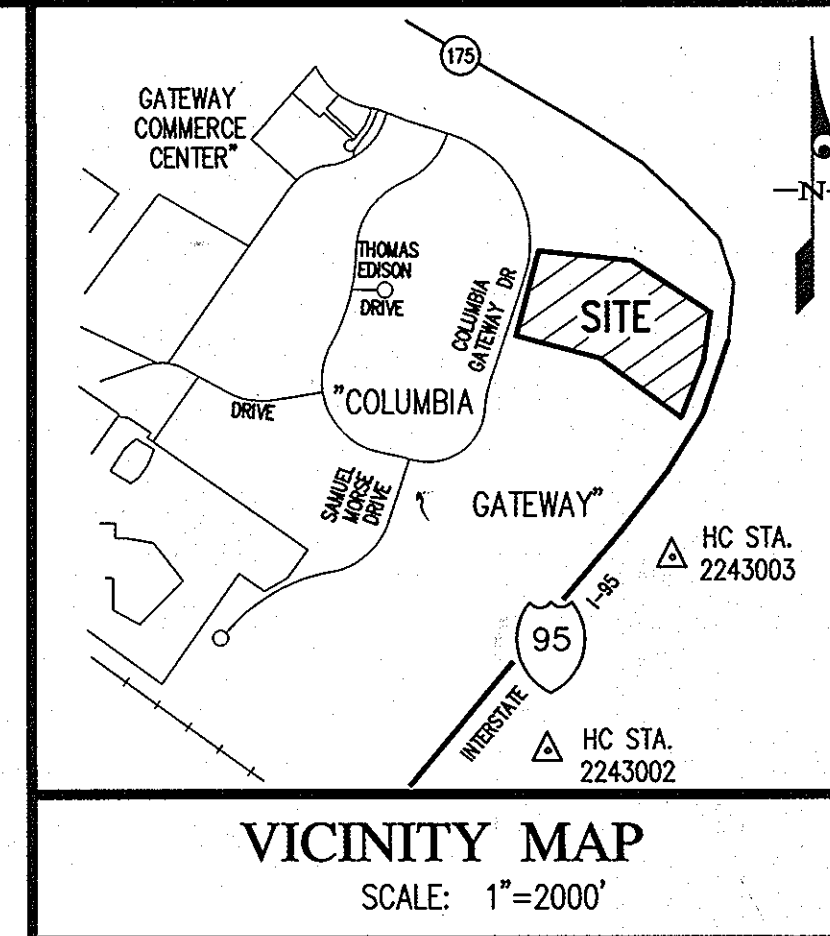 175
GATEWAY
COMMERCE
CENTER"
-N-
THOMAS
EDISON
DRIVE
COLUMBIA
GATEWAY DR
SITE
"COLUMBIA
DRIVE
SAMUEL
MORSE
DRIVE
GATEWAY"
HC STA.
2243003
I-95
95
INTERSTATE
HC STA.
2243002
VICINITY MAP
SCALE: 1"=2000'